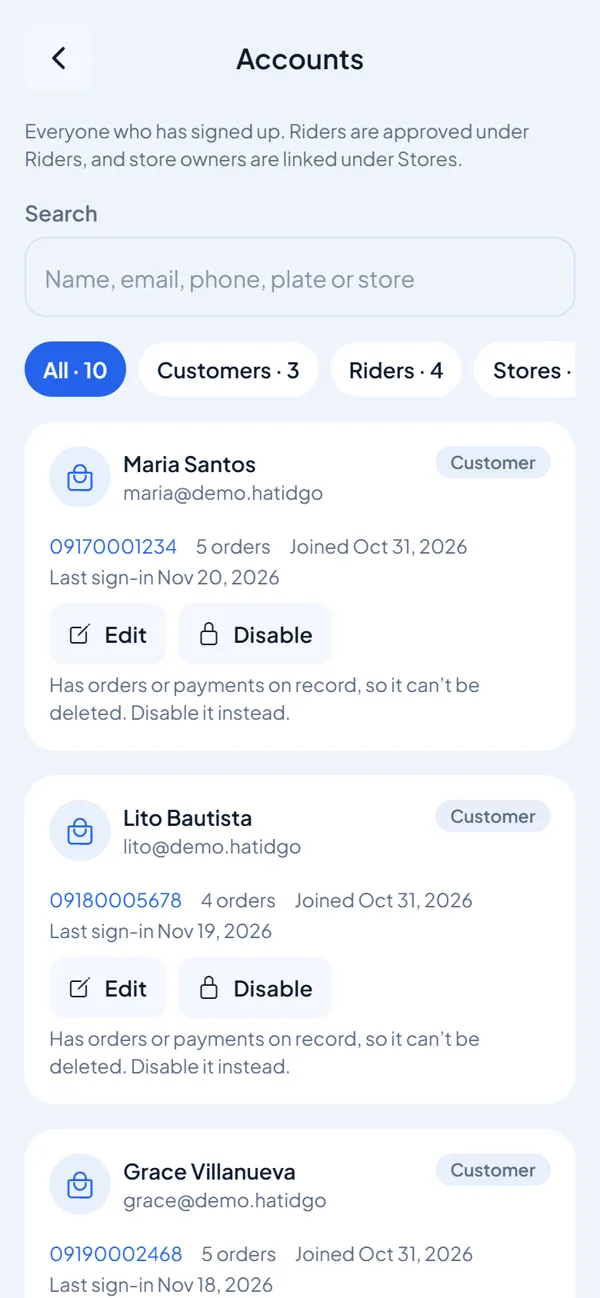 Accounts
Everyone who has signed up. Riders are approved under
Riders, and store owners are linked under Stores.
Search
Name, email, phone, plate or store
All · 10
Customers · 3
Riders · 4
Stores ·
Maria Santos
Customer
maria@demo.hatidgo
09170001234 5 orders Joined Oct 31, 2026
Last sign-in Nov 20, 2026
Edit
Disable
Has orders or payments on record, so it can’t be
deleted. Disable it instead.
Lito Bautista
Customer
lito@demo.hatidgo
09180005678 4 orders Joined Oct 31, 2026
Last sign-in Nov 19, 2026
Edit
Disable
Has orders or payments on record, so it can’t be
deleted. Disable it instead.
Grace Villanueva
Customer
grace@demo.hatidgo
09190002468 5 orders Joined Oct 31, 2026
Last sign-in Nov 18, 2026